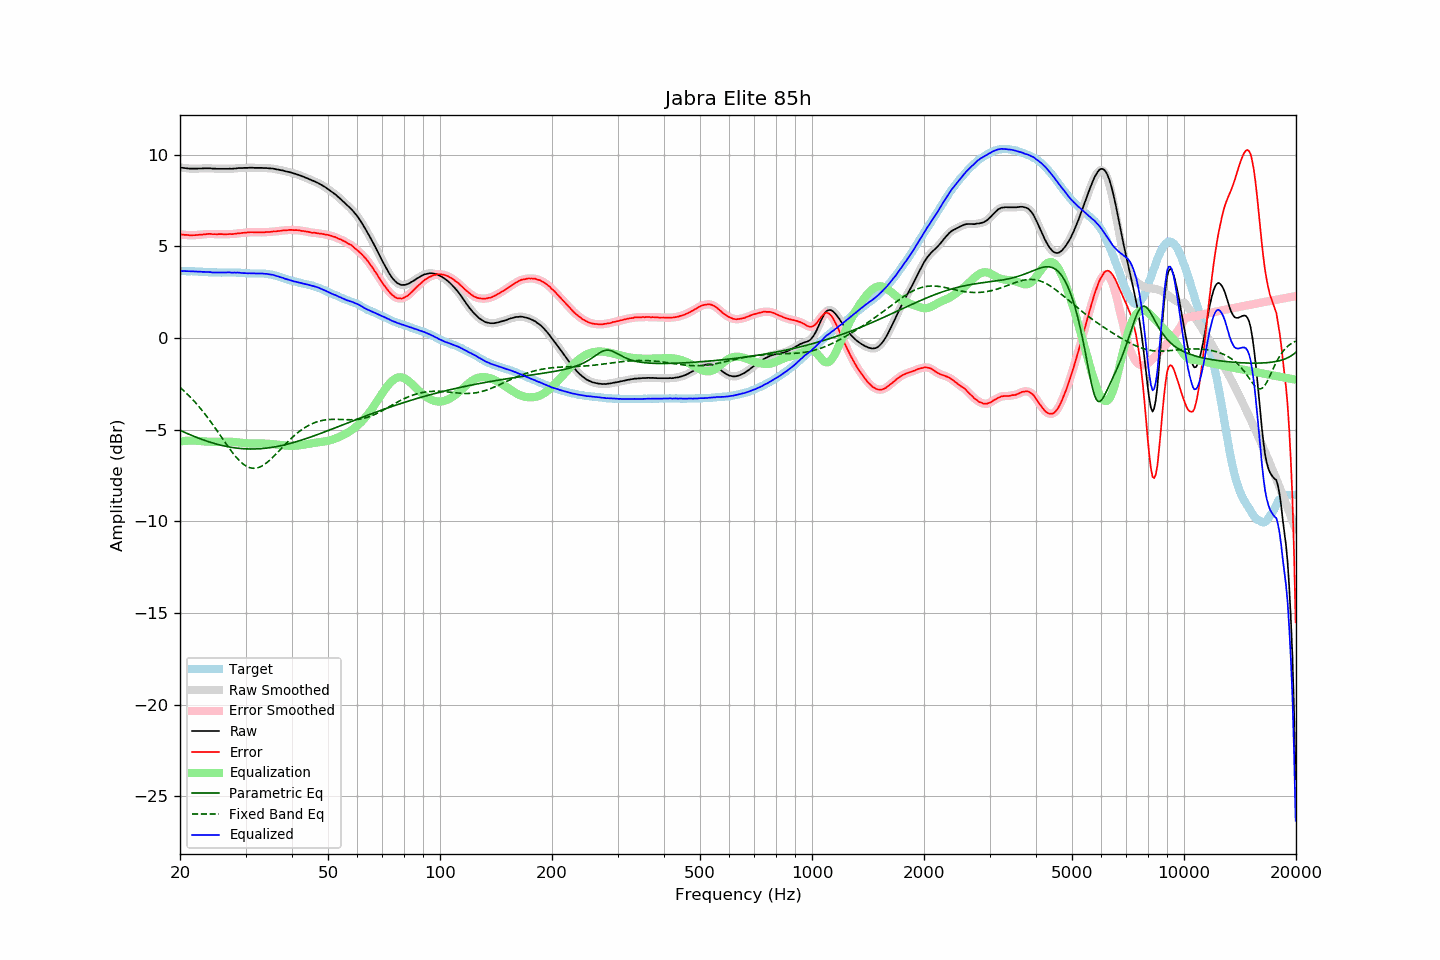 Jabra Elite 85h
10
5
0
−5
−10
−15
−20
−25
Amplitude (dBr)
Target
Raw Smoothed
Error Smoothed
Raw
Error
Equalization
Parametric Eq
Fixed Band Eq
Equalized
20 50 100 200 500 1000 2000 5000 10000 20000
Frequency (Hz)